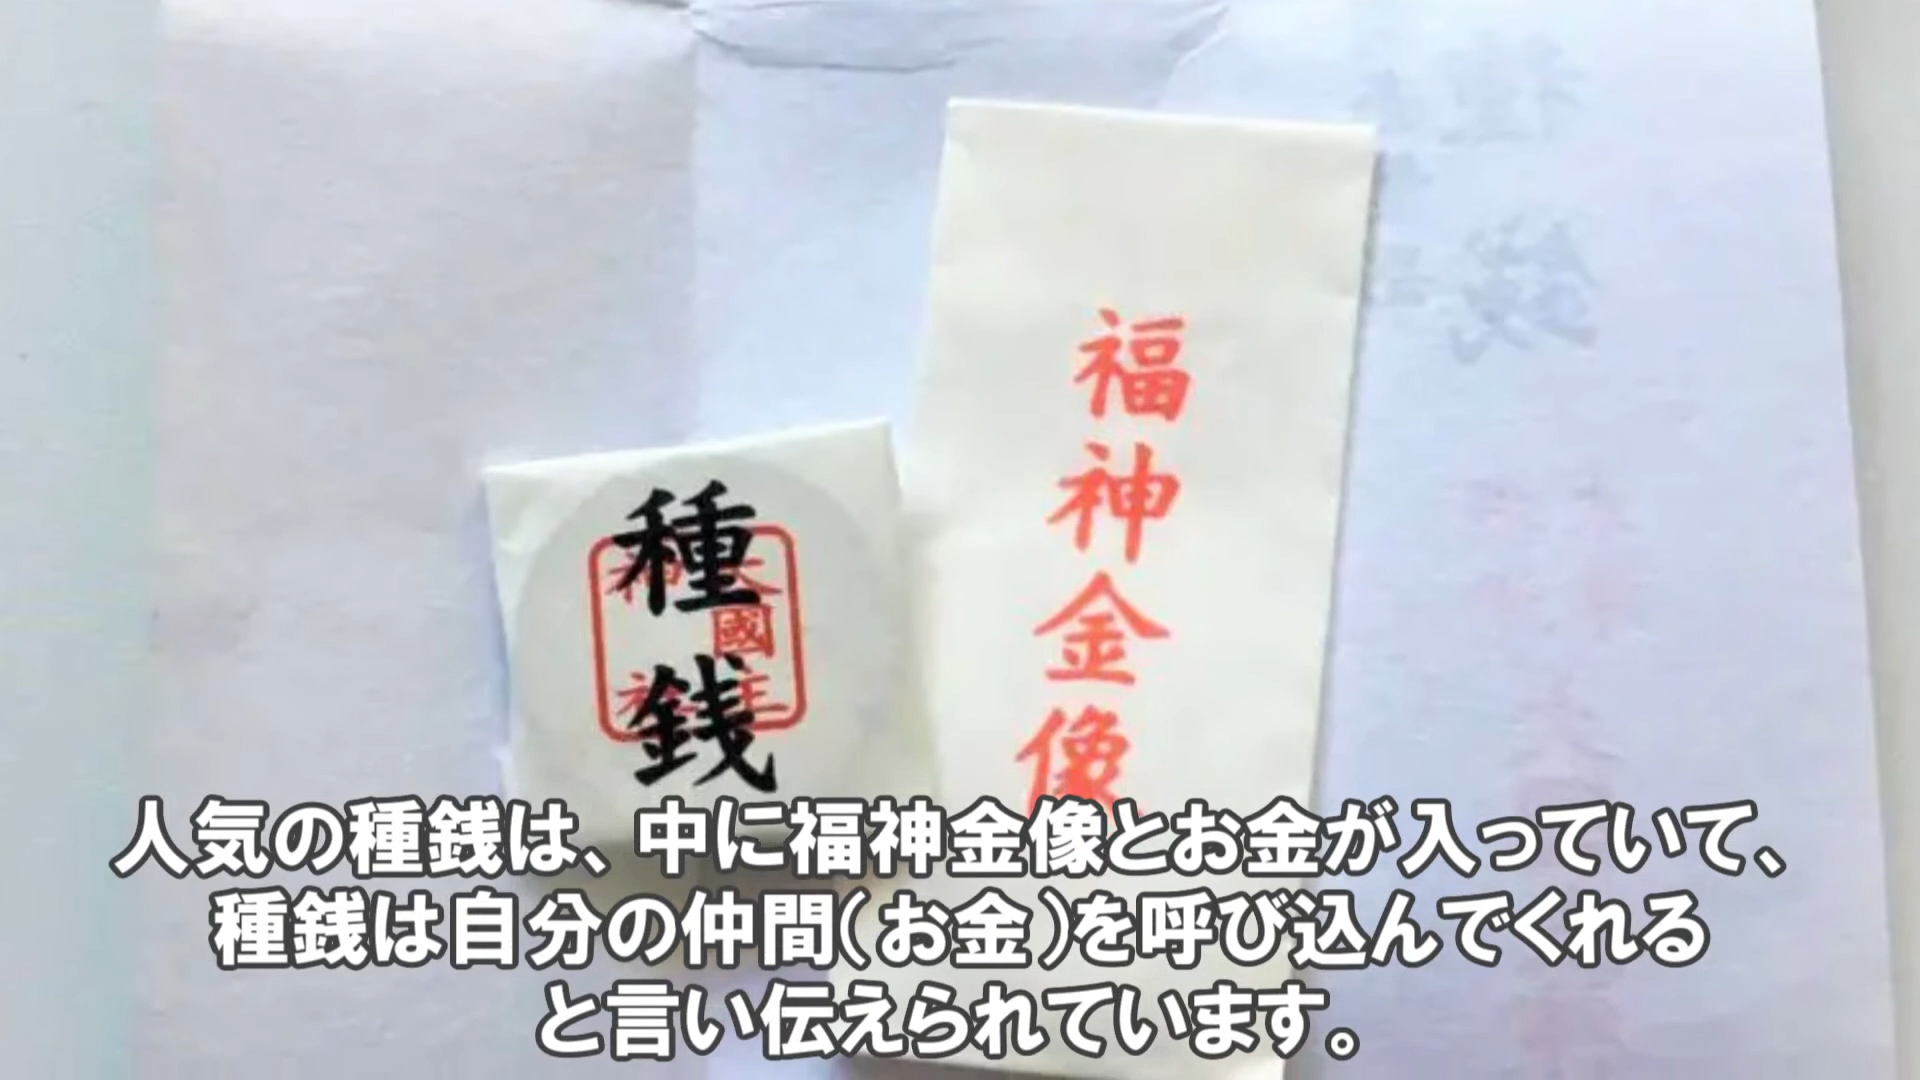 種銭
福神金像
人気の種銭は、中に福神金像とお金が入っていて、
種銭は自分の仲間(お金)を呼び込んでくれる
と言い伝えられています。